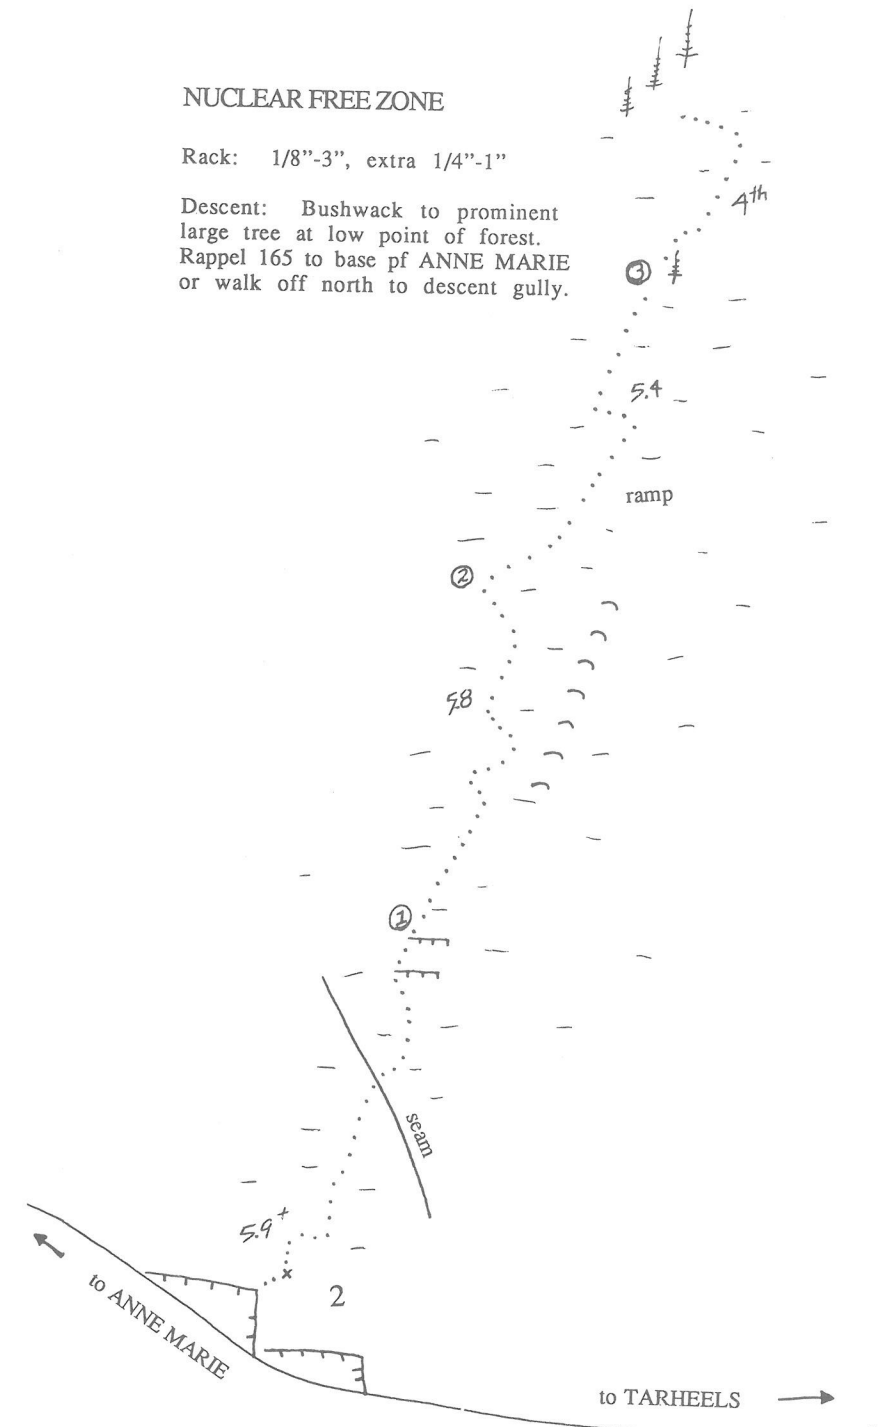 NUCLEAR FREE ZONE
Rack: 1/8"-3", extra 1/4"-1"
Descent: Bushwack to prominent
large tree at low point of forest.
Rappel 165 to base pf ANNE MARIE
or walk off north to descent gully.
4th
3
5.4
ramp
2
5.8
1
seam
5.9+
x
2
to ANNE MARIE
to TARHEELS